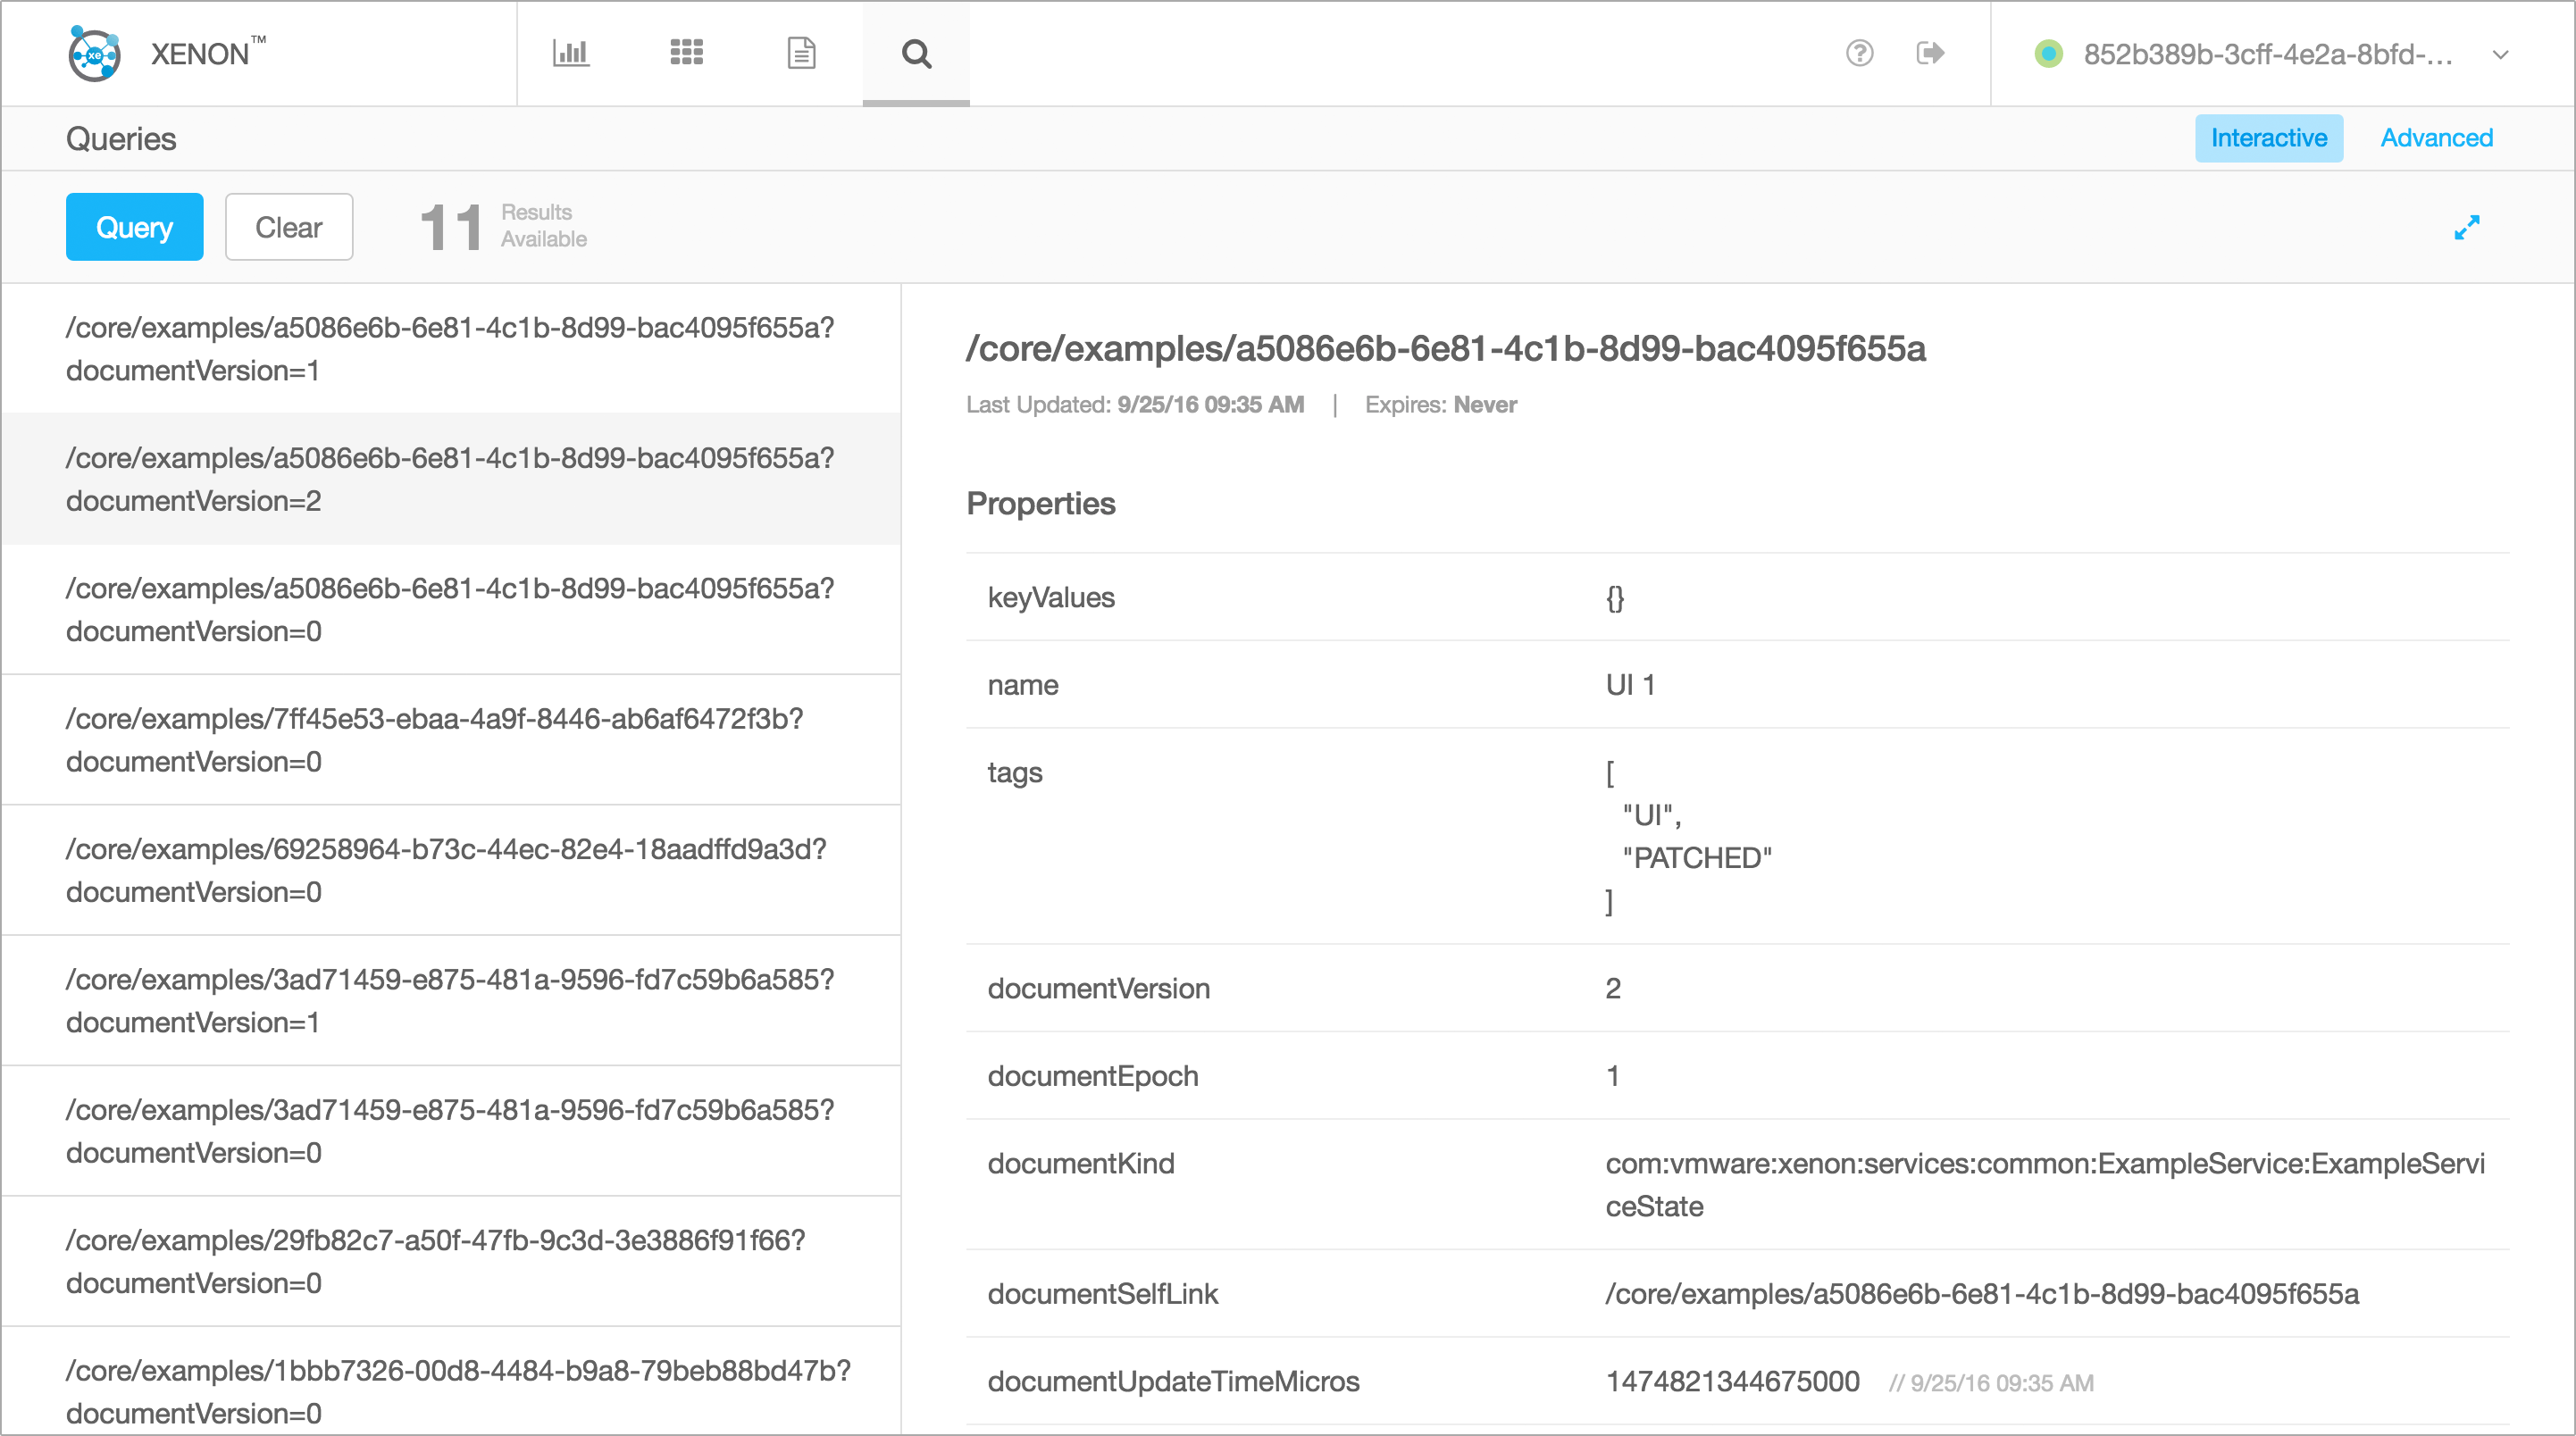 xe
XENON™
852b389b-3cff-4e2a-8bfd-...
Queries
Interactive
Advanced
Query
Clear
11
Results
Available
/core/examples/a5086e6b-6e81-4c1b-8d99-bac4095f655a?
documentVersion=1
/core/examples/a5086e6b-6e81-4c1b-8d99-bac4095f655a?
documentVersion=2
/core/examples/a5086e6b-6e81-4c1b-8d99-bac4095f655a?
documentVersion=0
/core/examples/7ff45e53-ebaa-4a9f-8446-ab6af6472f3b?
documentVersion=0
/core/examples/69258964-b73c-44ec-82e4-18aadffd9a3d?
documentVersion=0
/core/examples/3ad71459-e875-481a-9596-fd7c59b6a585?
documentVersion=1
/core/examples/3ad71459-e875-481a-9596-fd7c59b6a585?
documentVersion=0
/core/examples/29fb82c7-a50f-47fb-9c3d-3e3886f91f66?
documentVersion=0
/core/examples/1bbb7326-00d8-4484-b9a8-79beb88bd47b?
documentVersion=0
/core/examples/a5086e6b-6e81-4c1b-8d99-bac4095f655a
Last Updated: 9/25/16 09:35 AM | Expires: Never
Properties
keyValues {}
name UI 1
tags [
"UI",
"PATCHED"
]
documentVersion 2
documentEpoch 1
documentKind com:vmware:xenon:services:common:ExampleService:ExampleServi
ceState
documentSelfLink /core/examples/a5086e6b-6e81-4c1b-8d99-bac4095f655a
documentUpdateTimeMicros 1474821344675000 // 9/25/16 09:35 AM